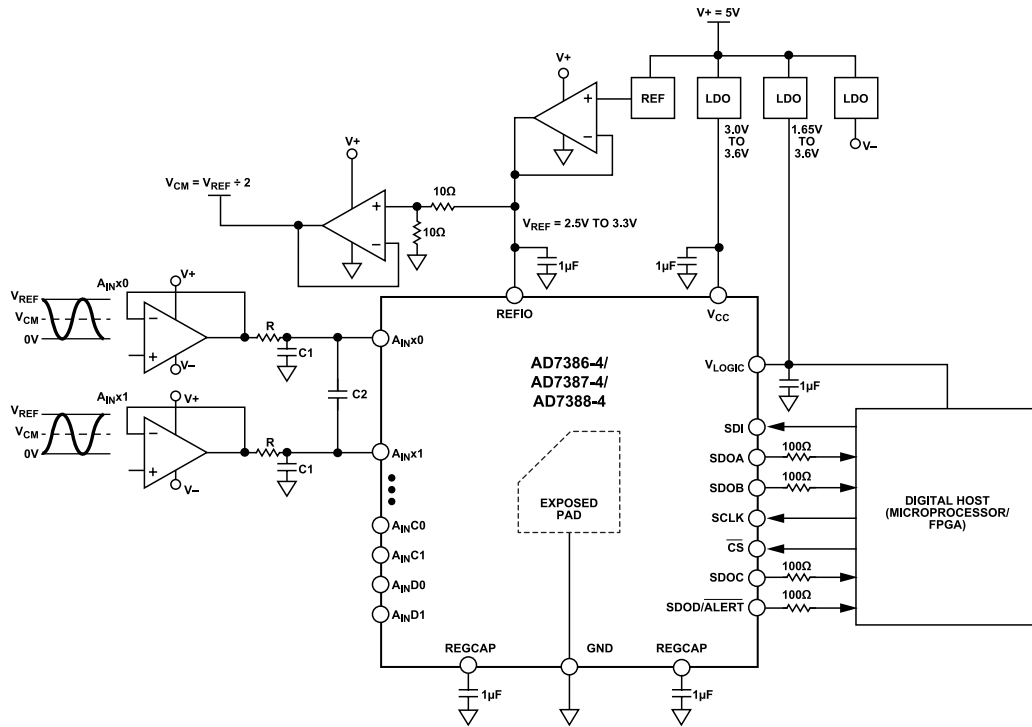 V+ = 5V
V+
REF
LDO
LDO
LDO
3.0V
TO
3.6V
1.65V
TO
3.6V
V–
V+
VCM = VREF ÷ 2
10Ω
10Ω
VREF = 2.5V TO 3.3V
1µF
1µF
REFIO
VCC
AINx0
V+
VREF
VCM
0V
V–
R
C1
C2
AINx0
AINx1
V+
VREF
VCM
0V
V–
R
C1
AINx1
AINC0
AINC1
AIND0
AIND1
AD7386-4/
AD7387-4/
AD7388-4
EXPOSED
PAD
VLOGIC
1µF
SDI
SDOA
100Ω
SDOB
100Ω
SCLK
CS
SDOC
100Ω
SDOD/ALERT
100Ω
DIGITAL HOST
(MICROPROCESSOR/
FPGA)
REGCAP
GND
REGCAP
1µF
1µF